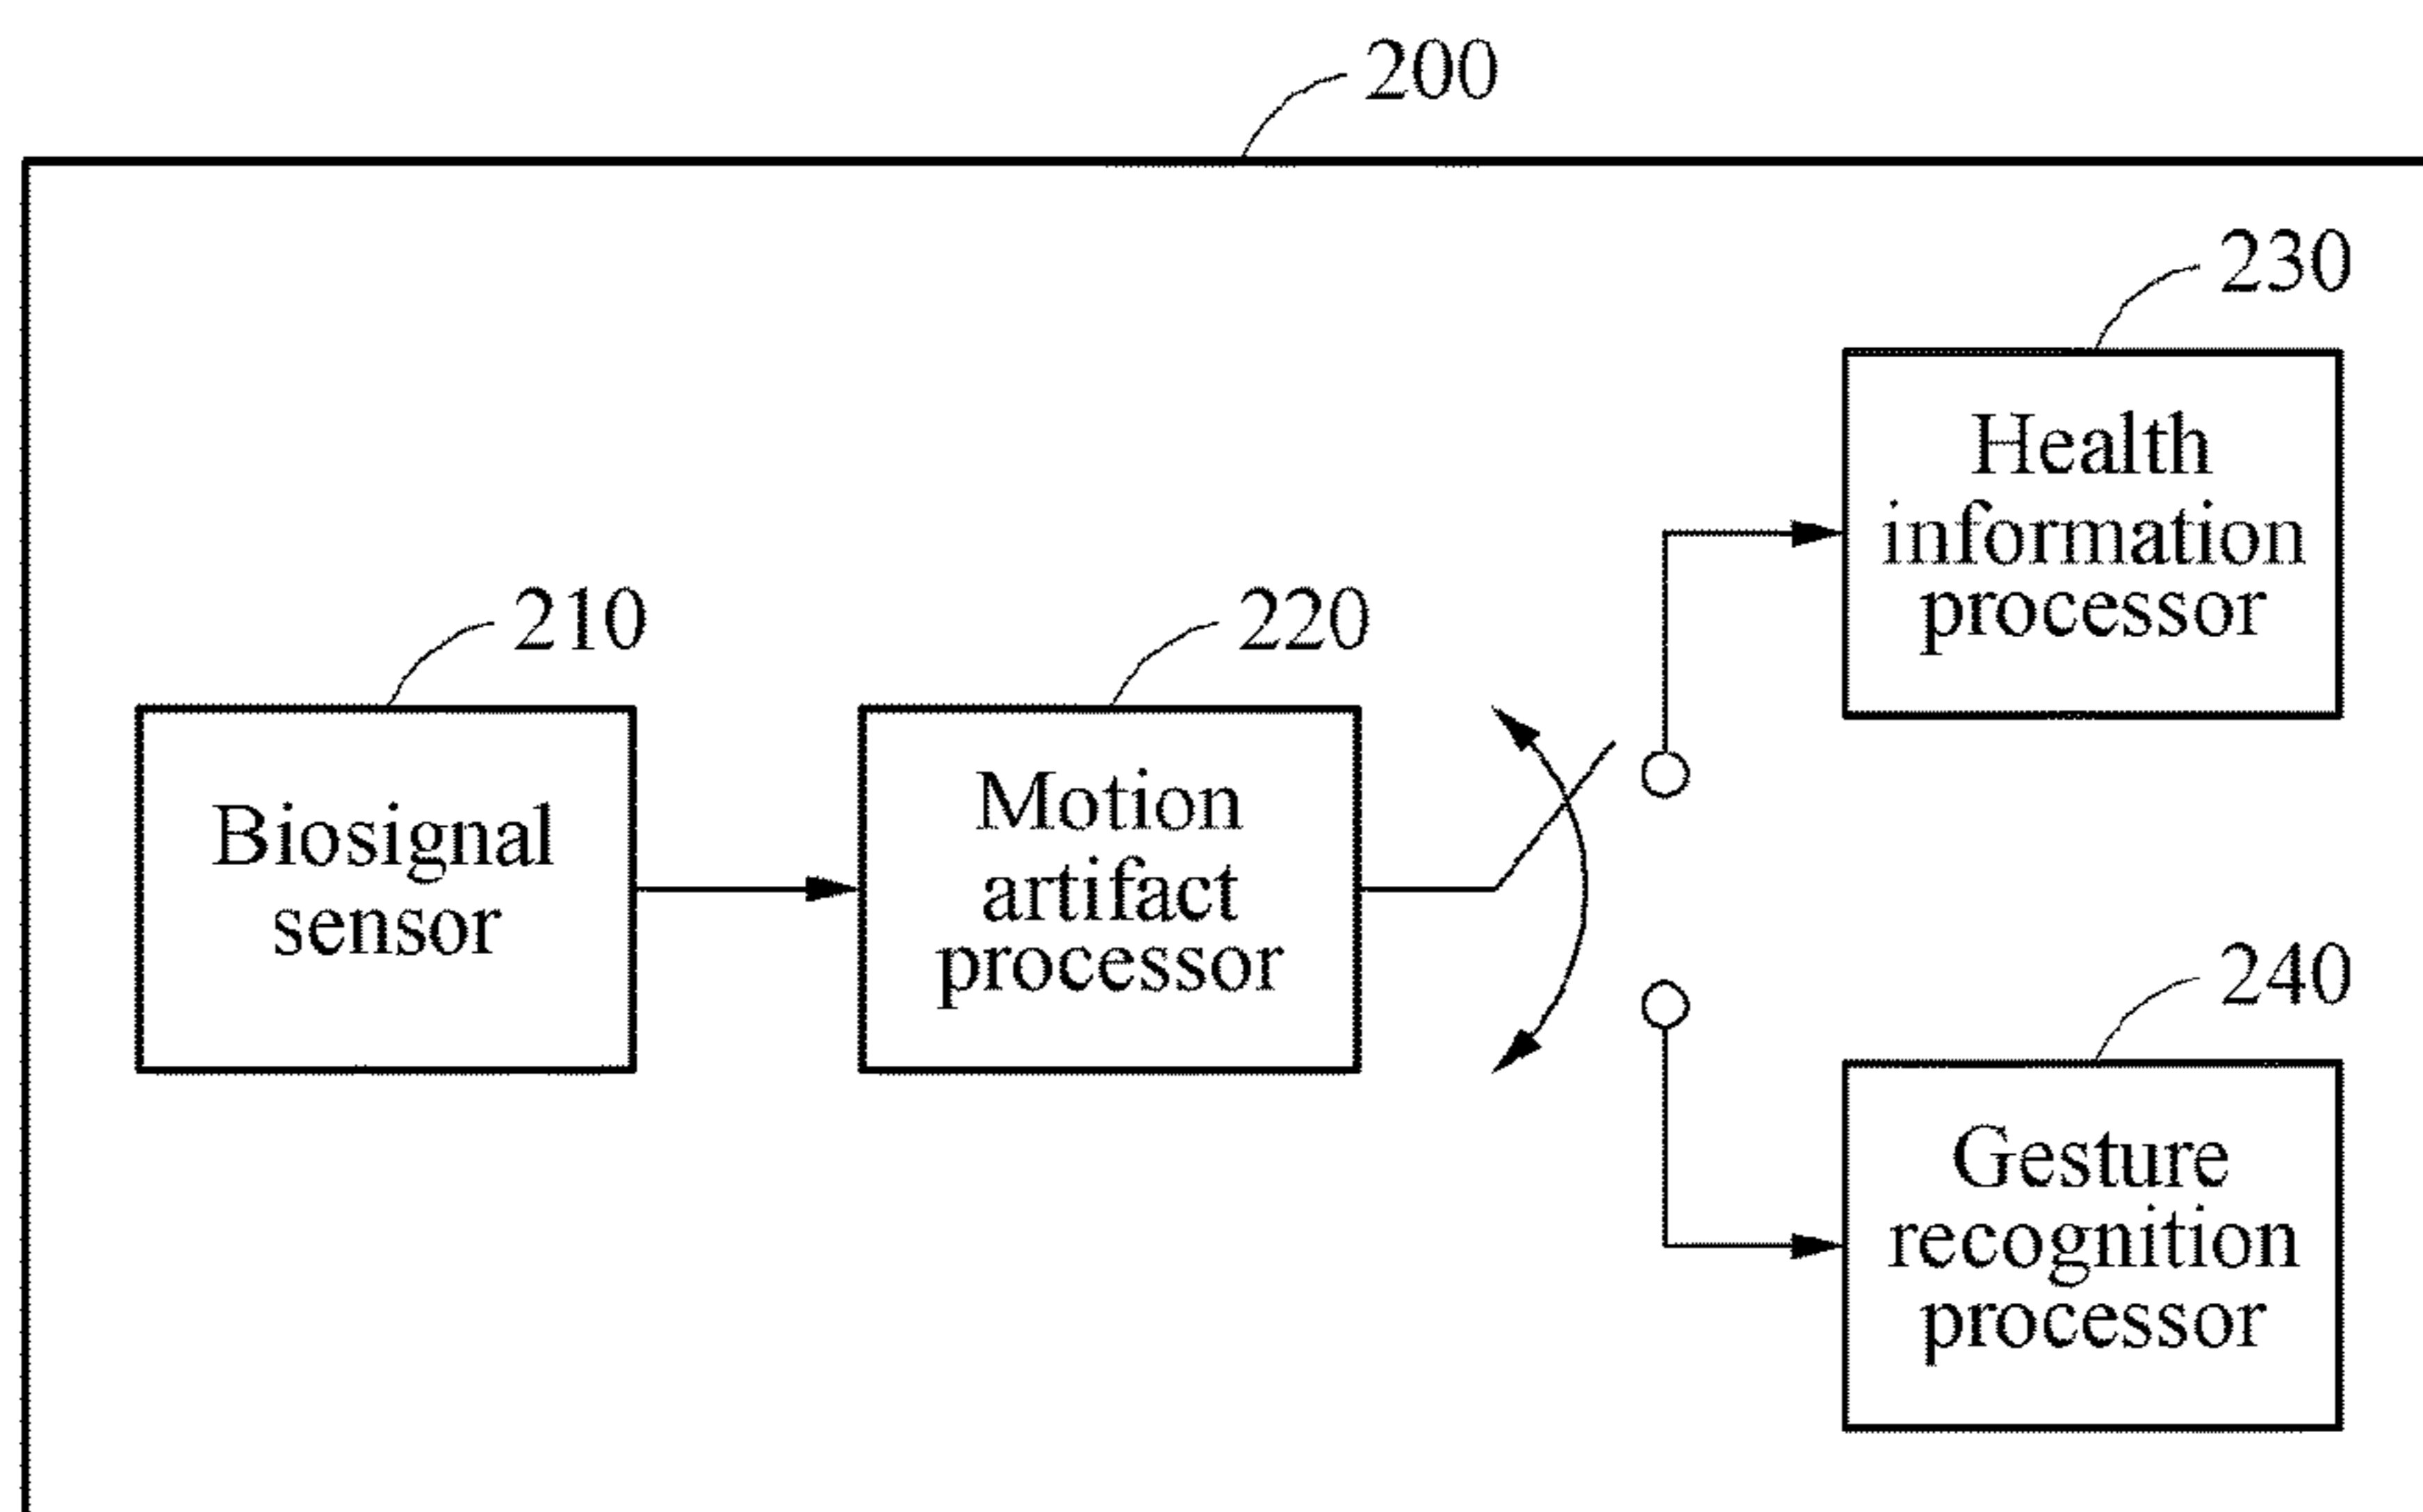 200
230
Health
information
processor
210
220
Biosignal
sensor
Motion
artifact
processor
240
Gesture
recognition
processor